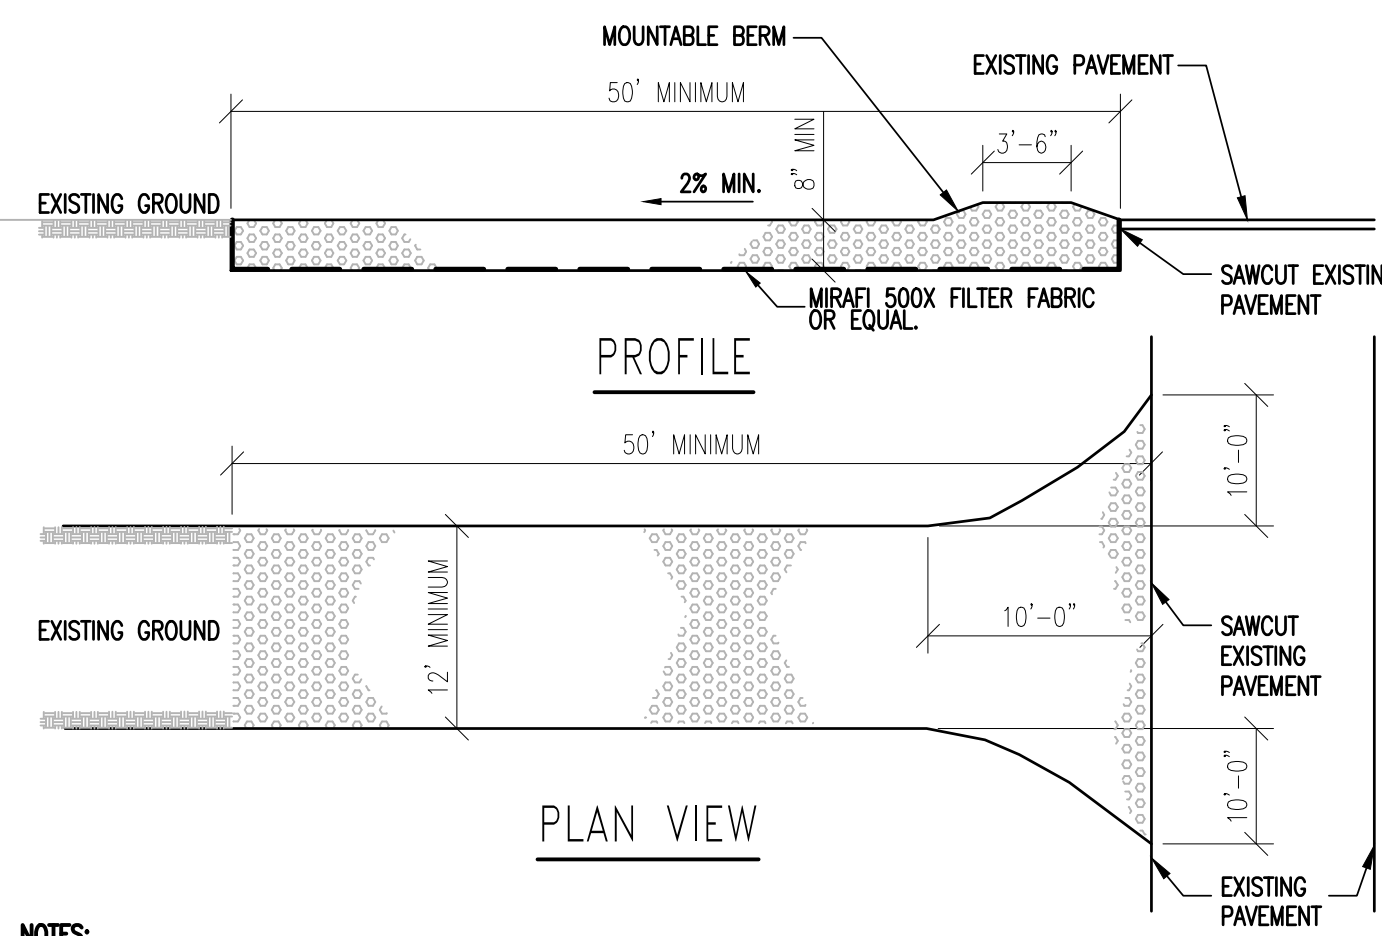 MOUNTABLE BERM
EXISTING PAVEMENT
50' MINIMUM
8" MIN
3'-6"
2% MIN.
EXISTING GROUND
SAWCUT EXISTIN
PAVEMENT
MIRAFI 500X FILTER FABRIC
OR EQUAL.
PROFILE
50' MINIMUM
10'-0"
12' MINIMUM
10'-0"
EXISTING GROUND
SAWCUT
EXISTING
PAVEMENT
10'-0"
PLAN VIEW
EXISTING
PAVEMENT
NOTES: